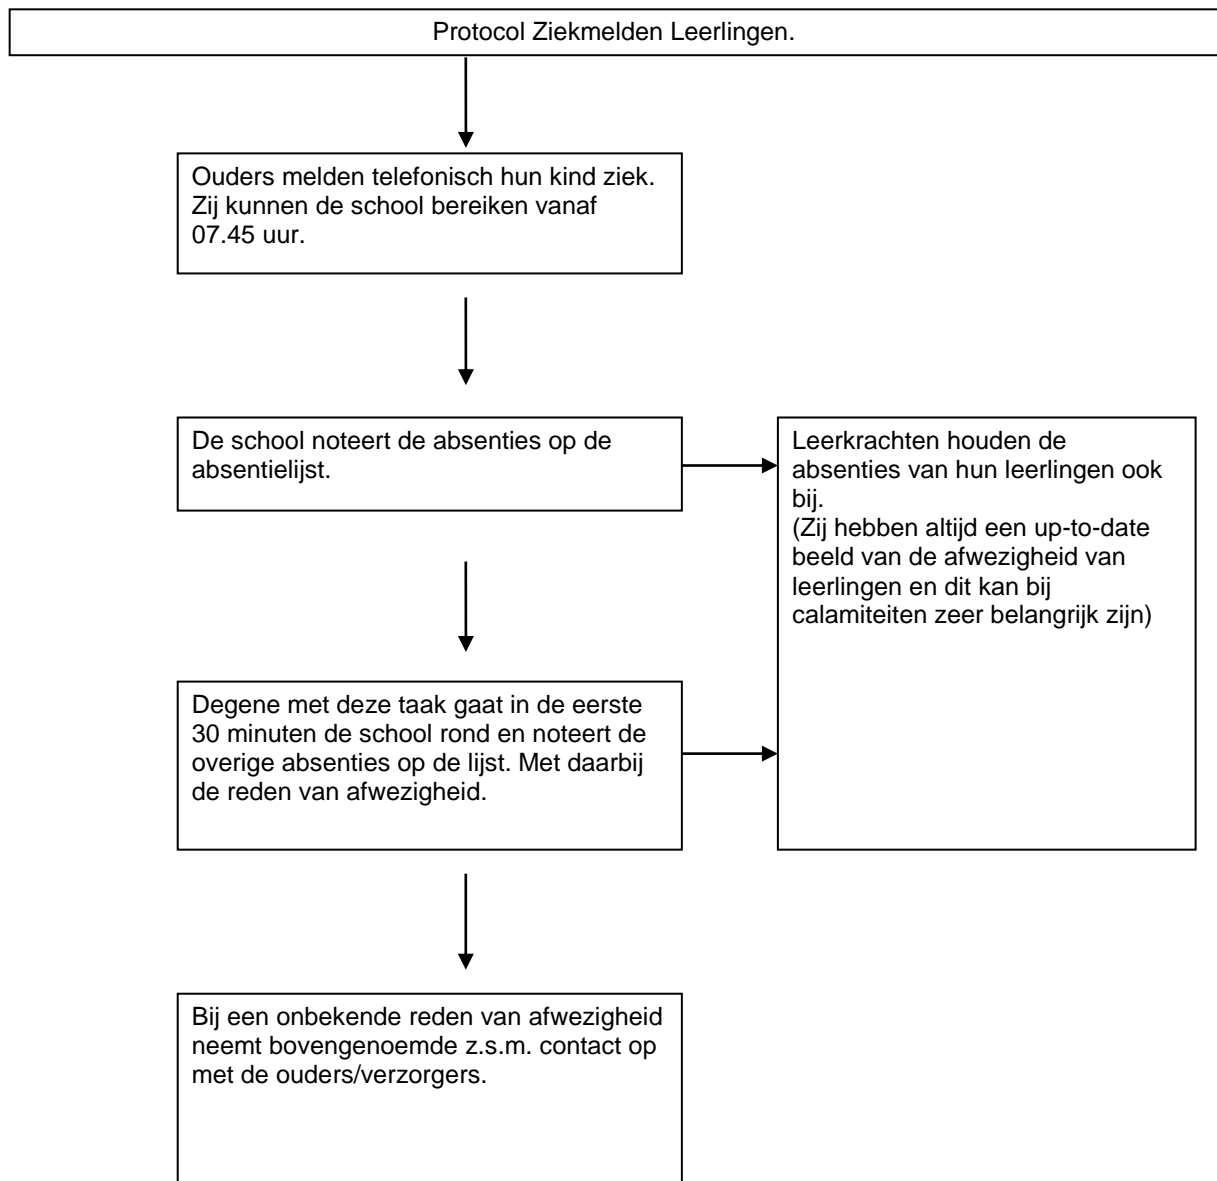 Protocol Ziekmelden Leerlingen.
Ouders melden telefonisch hun kind ziek.
Zij kunnen de school bereiken vanaf
07.45 uur.
De school noteert de absenties op de
absentielijst.
Leerkrachten houden de
absenties van hun leerlingen ook
bij.
(Zij hebben altijd een up-to-date
beeld van de afwezigheid van
leerlingen en dit kan bij
calamiteiten zeer belangrijk zijn)
Degene met deze taak gaat in de eerste
30 minuten de school rond en noteert de
overige absenties op de lijst. Met daarbij
de reden van afwezigheid.
Bij een onbekende reden van afwezigheid
neemt bovengenoemde z.s.m. contact op
met de ouders/verzorgers.